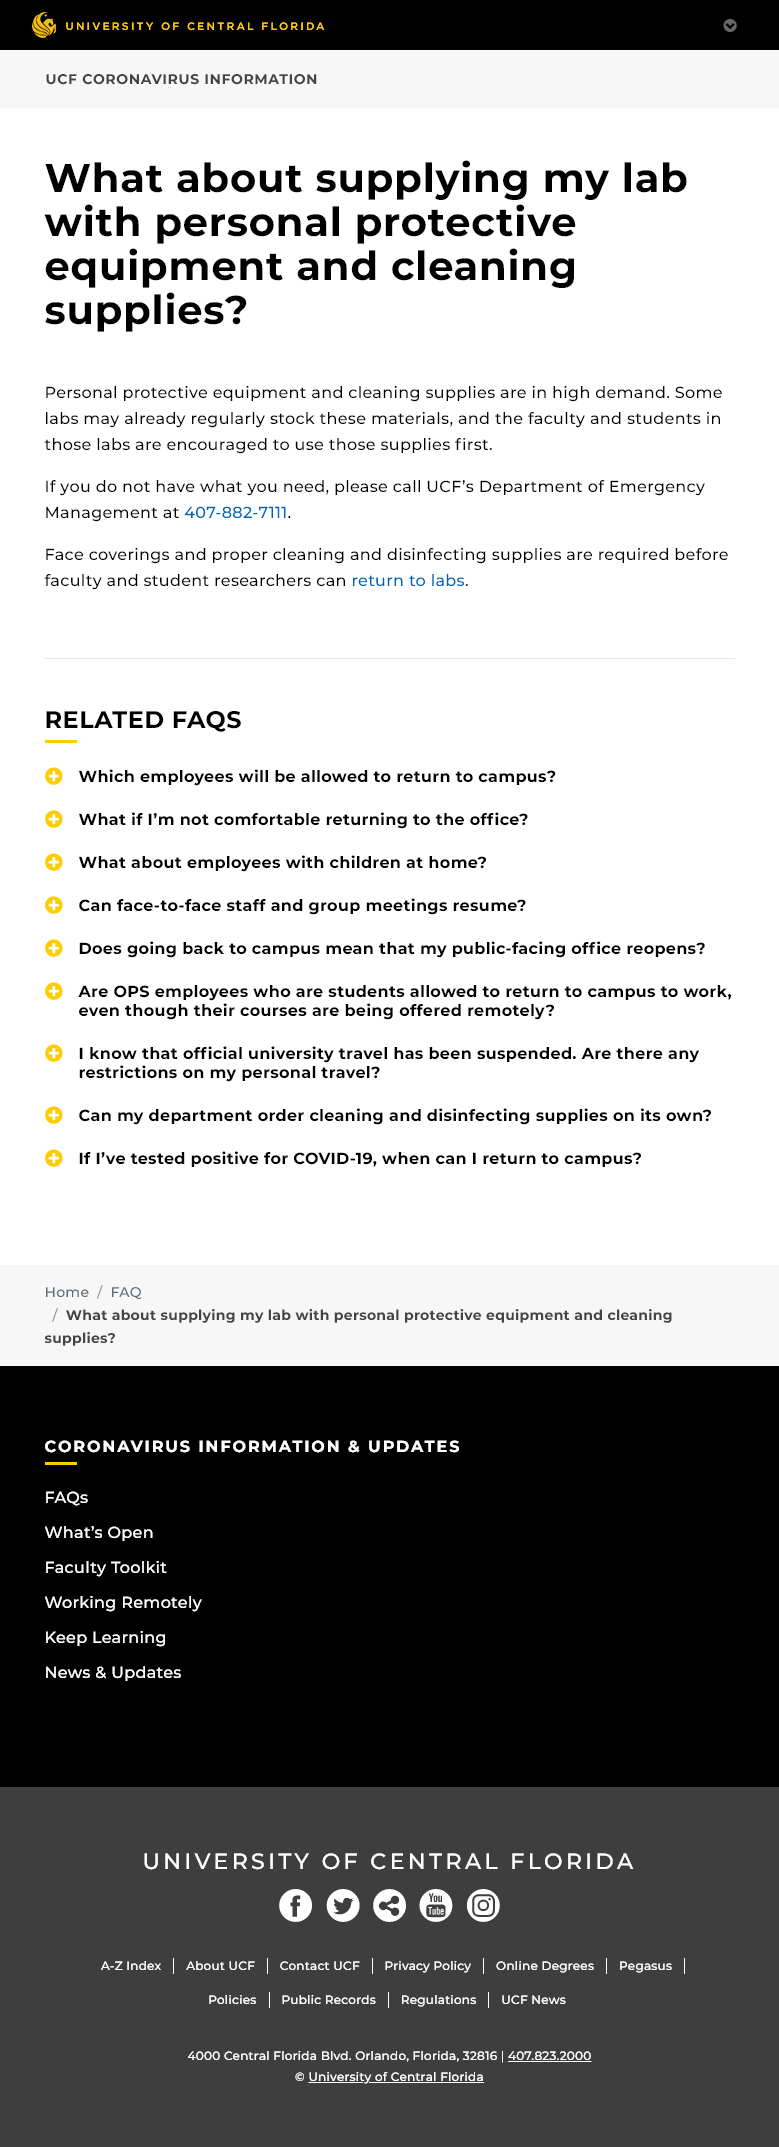 UNIVERSITY OF CENTRAL FLORIDA
UCF CORONAVIRUS INFORMATION
What about supplying my lab
with personal protective
equipment and cleaning
supplies?
Personal protective equipment and cleaning supplies are in high demand. Some
labs may already regularly stock these materials, and the faculty and students in
those labs are encouraged to use those supplies first.
If you do not have what you need, please call UCF’s Department of Emergency
Management at 407-882-7111.
Face coverings and proper cleaning and disinfecting supplies are required before
faculty and student researchers can return to labs.
RELATED FAQS
Which employees will be allowed to return to campus?
What if I’m not comfortable returning to the office?
What about employees with children at home?
Can face-to-face staff and group meetings resume?
Does going back to campus mean that my public-facing office reopens?
Are OPS employees who are students allowed to return to campus to work,
even though their courses are being offered remotely?
I know that official university travel has been suspended. Are there any
restrictions on my personal travel?
Can my department order cleaning and disinfecting supplies on its own?
If I’ve tested positive for COVID-19, when can I return to campus?
Home / FAQ
/ What about supplying my lab with personal protective equipment and cleaning
supplies?
CORONAVIRUS INFORMATION & UPDATES
FAQs
What’s Open
Faculty Toolkit
Working Remotely
Keep Learning
News & Updates
UNIVERSITY OF CENTRAL FLORIDA
You
Tube
A-Z Index | About UCF | Contact UCF | Privacy Policy | Online Degrees | Pegasus |
Policies | Public Records | Regulations | UCF News
4000 Central Florida Blvd. Orlando, Florida, 32816 | 407.823.2000
© University of Central Florida